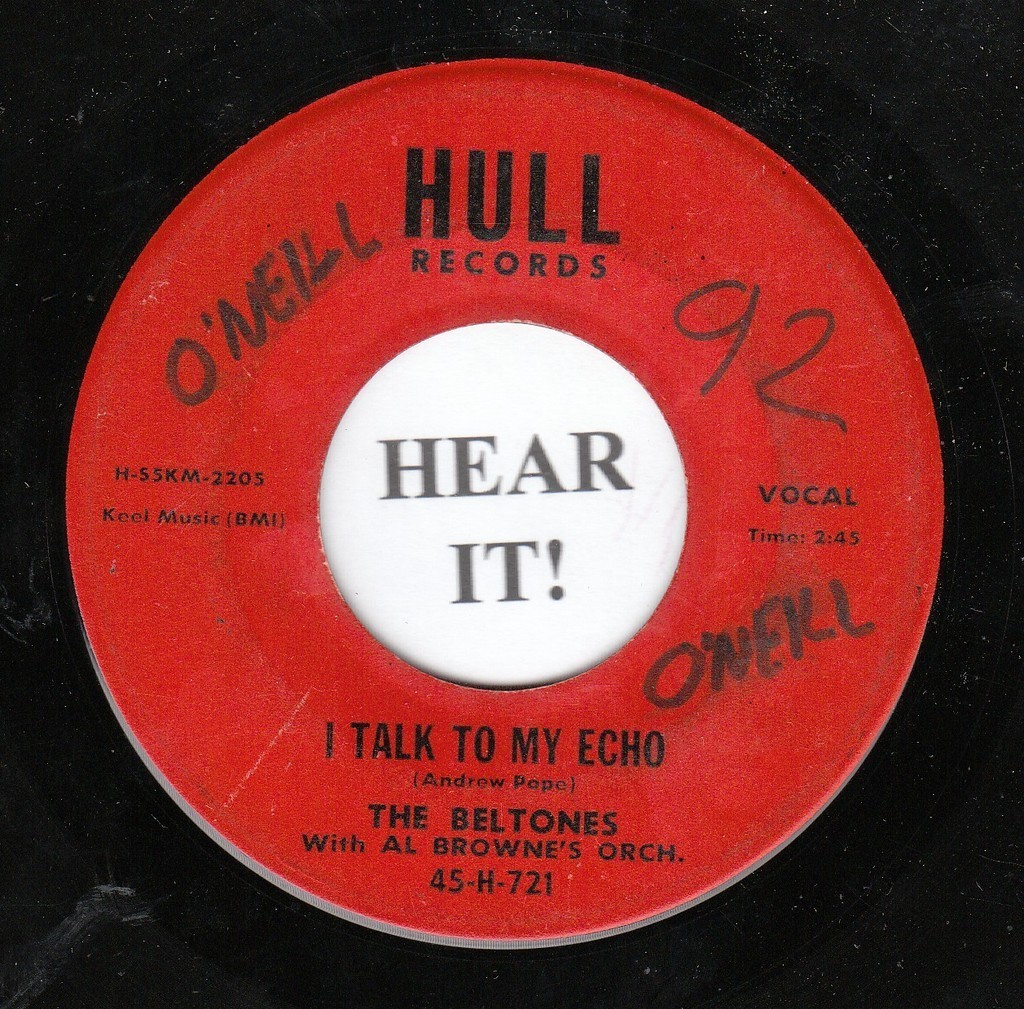 HULL
RECORDS
O'NEILL
92
HEAR
IT!
H-S5KM-2205
Keel Music (BMI)
VOCAL
Time: 2:45
O'NEILL
I TALK TO MY ECHO
(Andrew Pope)
THE BELTONES
With AL BROWNE'S ORCH.
45-H-721